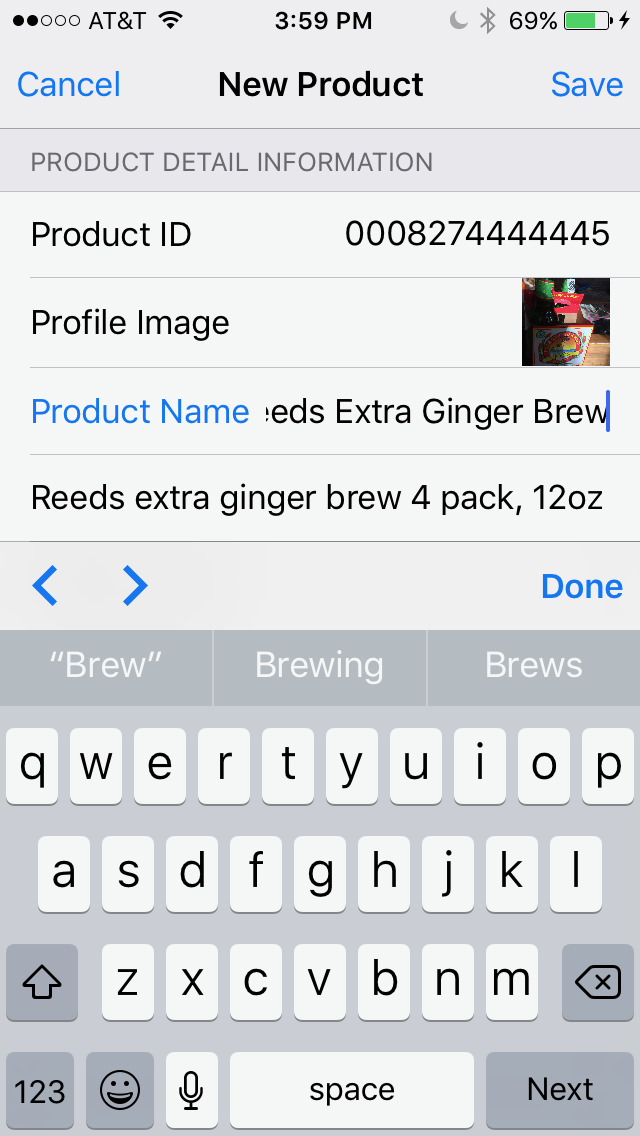 AT&T 3:59 PM 69%
Cancel New Product Save
PRODUCT DETAIL INFORMATION
Product ID 0008274444445
Profile Image
Product Name eeds Extra Ginger Brew
Reeds extra ginger brew 4 pack, 12oz
Done
“Brew” Brewing Brews
q w e r t y u i o p
a s d f g h j k l
z x c v b n m
123 space Next